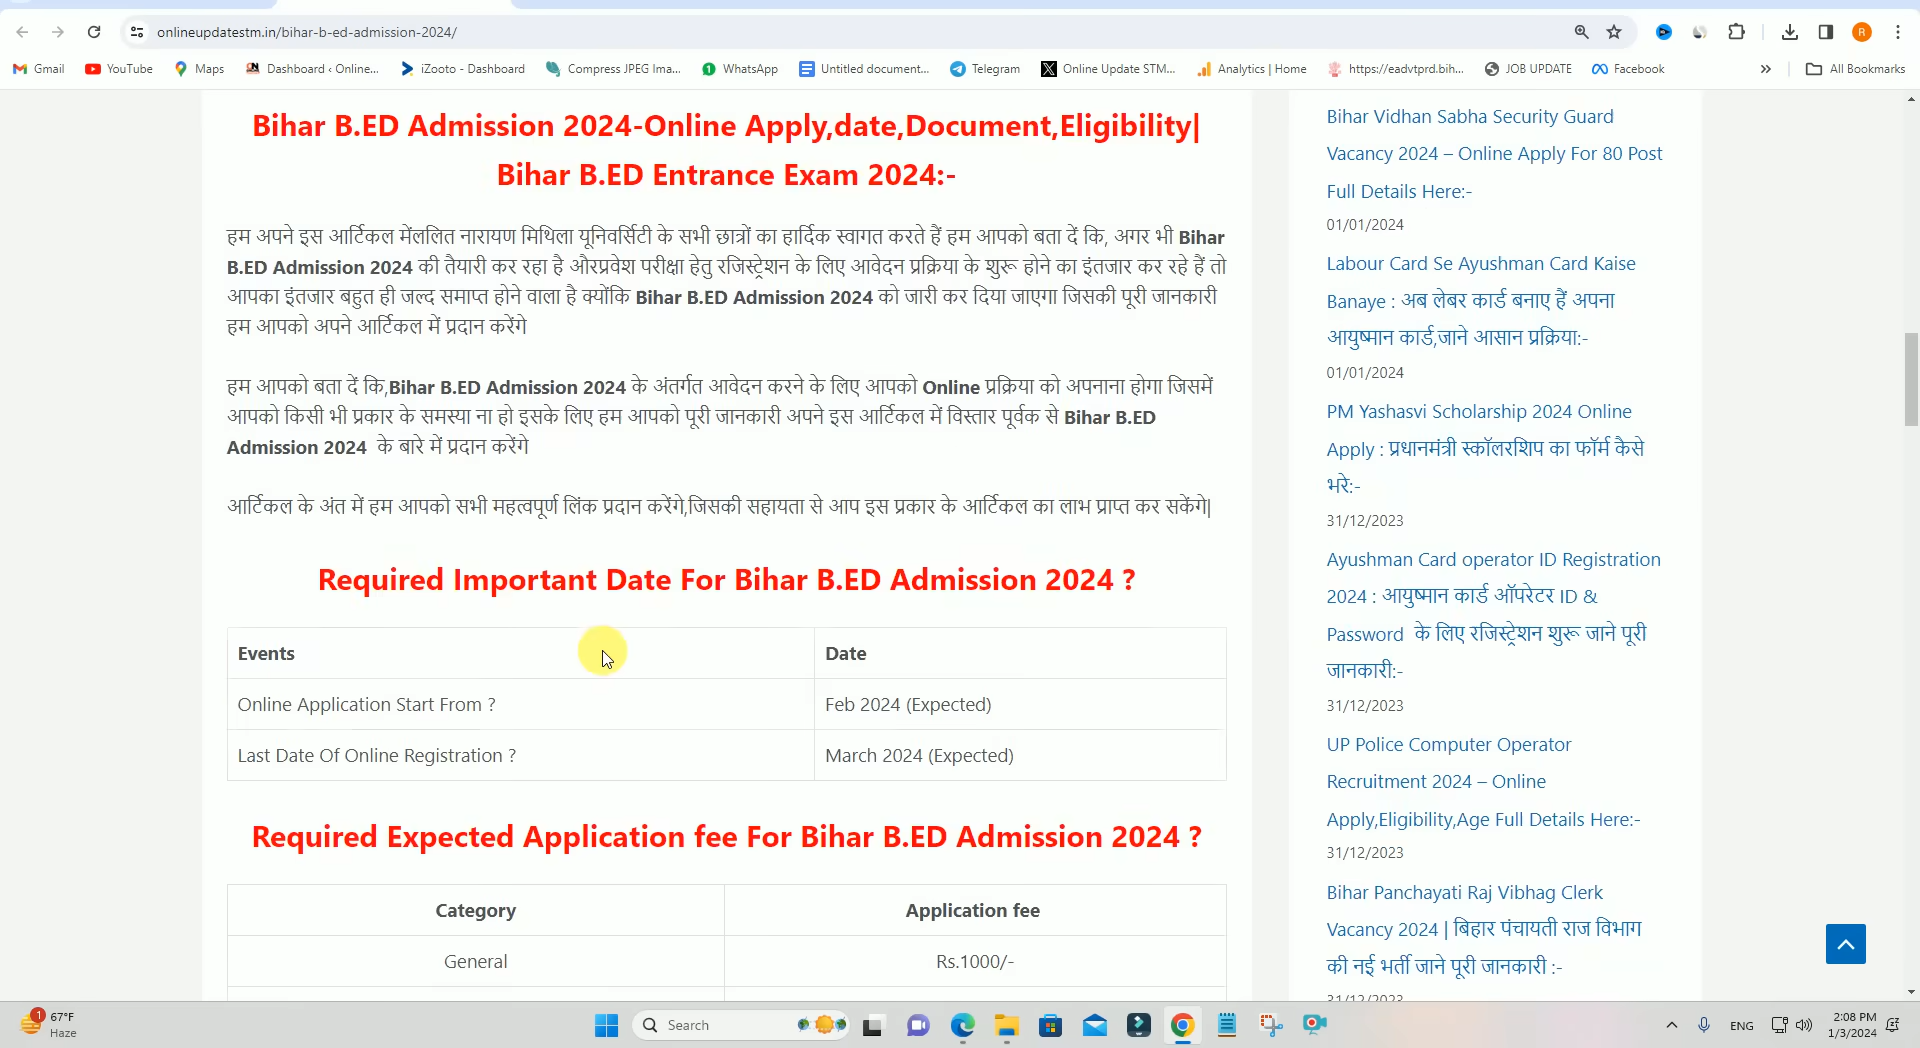 onlineupdatestm.in/bihar-b-ed-admission-2024/
R
Gmail
YouTube
Maps
Dashboard ‹ Online...
iZooto - Dashboard
Compress JPEG Ima...
WhatsApp
Untitled document...
Telegram
Online Update STM...
Analytics | Home
https://eadvtprd.bih...
JOB UPDATE
Facebook
»
All Bookmarks
Bihar B.ED Admission 2024-Online Apply,date,Document,Eligibility|
Bihar B.ED Entrance Exam 2024:-
हम अपने इस आर्टिकल मेंललित नारायण मिथिला यूनिवर्सिटी के सभी छात्रों का हार्दिक स्वागत करते हैं हम आपको बता दें कि, अगर भी Bihar
B.ED Admission 2024 की तैयारी कर रहा है औरप्रवेश परीक्षा हेतु रजिस्ट्रेशन के लिए आवेदन प्रक्रिया के शुरू होने का इंतजार कर रहे हैं तो
आपका इंतजार बहुत ही जल्द समाप्त होने वाला है क्योंकि Bihar B.ED Admission 2024 को जारी कर दिया जाएगा जिसकी पूरी जानकारी
हम आपको अपने आर्टिकल में प्रदान करेंगे
हम आपको बता दें कि,Bihar B.ED Admission 2024 के अंतर्गत आवेदन करने के लिए आपको Online प्रक्रिया को अपनाना होगा जिसमें
आपको किसी भी प्रकार के समस्या ना हो इसके लिए हम आपको पूरी जानकारी अपने इस आर्टिकल में विस्तार पूर्वक से Bihar B.ED
Admission 2024 के बारे में प्रदान करेंगे
आर्टिकल के अंत में हम आपको सभी महत्वपूर्ण लिंक प्रदान करेंगे,जिसकी सहायता से आप इस प्रकार के आर्टिकल का लाभ प्राप्त कर सकेंगे|
Required Important Date For Bihar B.ED Admission 2024 ?
Events Date
Online Application Start From ? Feb 2024 (Expected)
Last Date Of Online Registration ? March 2024 (Expected)
Required Expected Application fee For Bihar B.ED Admission 2024 ?
Category Application fee
General Rs.1000/-
Bihar Vidhan Sabha Security Guard
Vacancy 2024 – Online Apply For 80 Post
Full Details Here:-
01/01/2024
Labour Card Se Ayushman Card Kaise
Banaye : अब लेबर कार्ड बनाए हैं अपना
आयुष्मान कार्ड,जाने आसान प्रक्रिया:-
01/01/2024
PM Yashasvi Scholarship 2024 Online
Apply : प्रधानमंत्री स्कॉलरशिप का फॉर्म कैसे
भरे:-
31/12/2023
Ayushman Card operator ID Registration
2024 : आयुष्मान कार्ड ऑपरेटर ID &
Password के लिए रजिस्ट्रेशन शुरू जाने पूरी
जानकारी:-
31/12/2023
UP Police Computer Operator
Recruitment 2024 – Online
Apply,Eligibility,Age Full Details Here:-
31/12/2023
Bihar Panchayati Raj Vibhag Clerk
Vacancy 2024 | बिहार पंचायती राज विभाग
की नई भर्ती जाने पूरी जानकारी :-
31/12/2023
1
67°F
Haze
Search
ENG
2:08 PM
1/3/2024